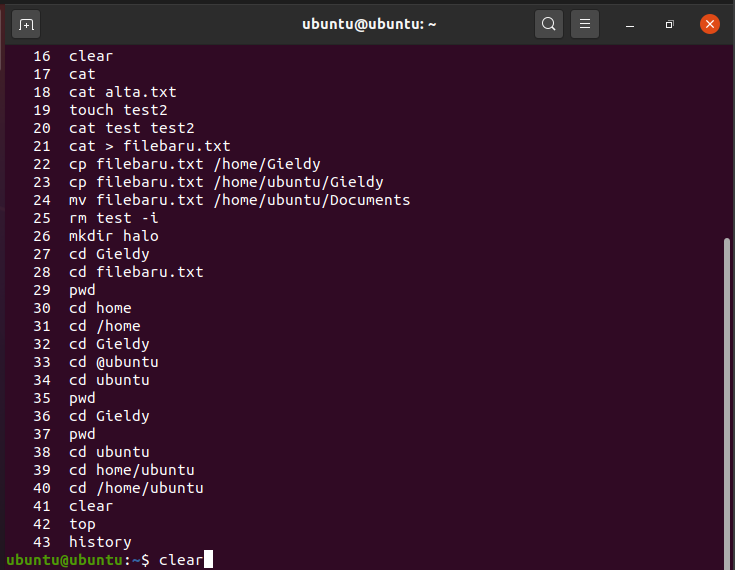 ubuntu@ubuntu: ~
16 clear
17 cat
18 cat alta.txt
19 touch test2
20 cat test test2
21 cat > filebaru.txt
22 cp filebaru.txt /home/Gieldy
23 cp filebaru.txt /home/ubuntu/Gieldy
24 mv filebaru.txt /home/ubuntu/Documents
25 rm test -i
26 mkdir halo
27 cd Gieldy
28 cd filebaru.txt
29 pwd
30 cd home
31 cd /home
32 cd Gieldy
33 cd @ubuntu
34 cd ubuntu
35 pwd
36 cd Gieldy
37 pwd
38 cd ubuntu
39 cd home/ubuntu
40 cd /home/ubuntu
41 clear
42 top
43 history
ubuntu@ubuntu:~$ clear